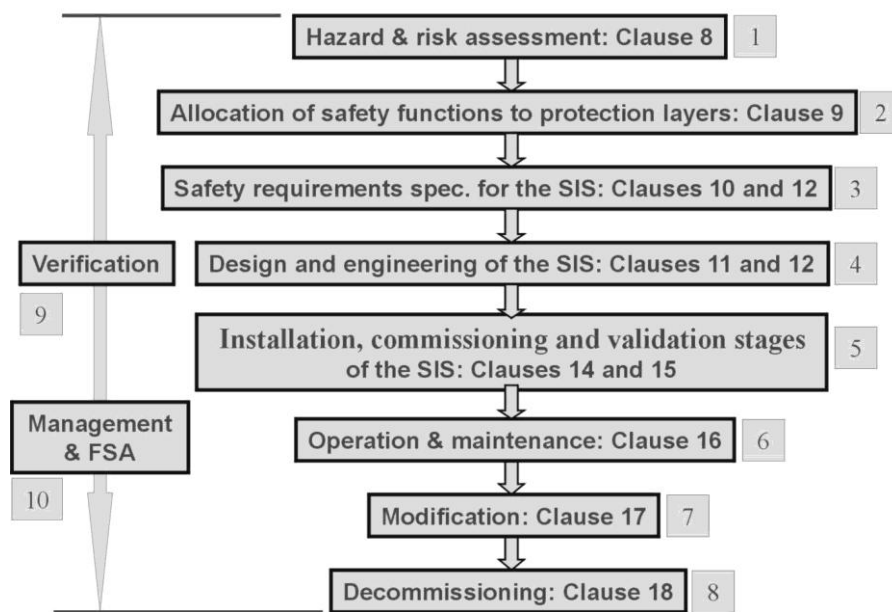 Hazard & risk assessment: Clause 8
1
Allocation of safety functions to protection layers: Clause 9
2
Safety requirements spec. for the SIS: Clauses 10 and 12
3
Verification
9
Design and engineering of the SIS: Clauses 11 and 12
4
Installation, commissioning and validation stages
of the SIS: Clauses 14 and 15
5
Management
& FSA
10
Operation & maintenance: Clause 16
6
Modification: Clause 17
7
Decommissioning: Clause 18
8